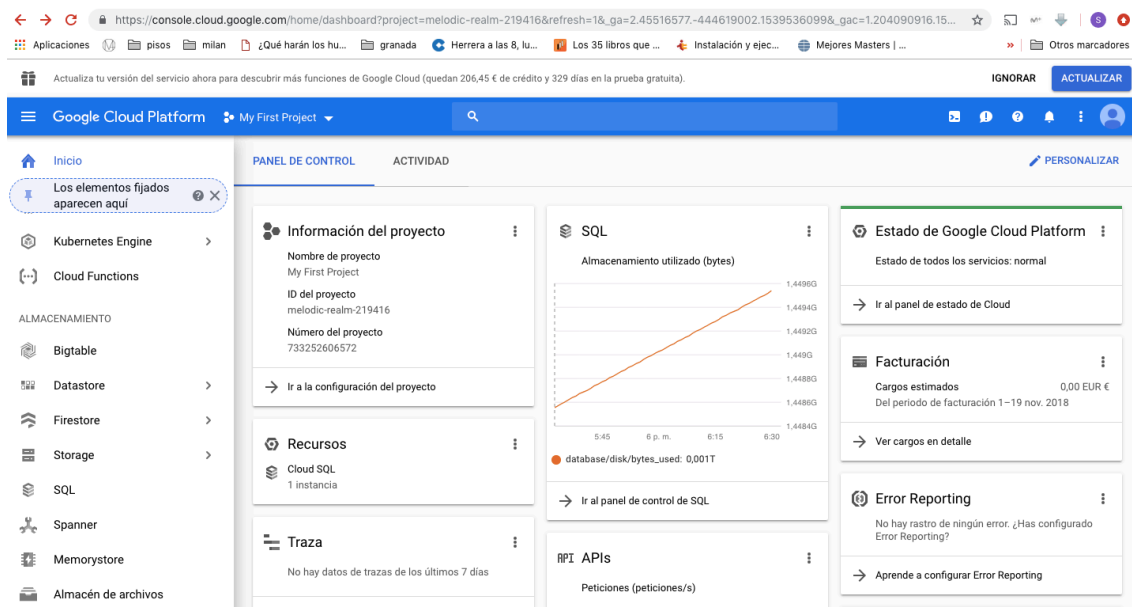 https://console.cloud.google.com/home/dashboard?project=melodic-realm-219416&refresh=1&_ga=2.45516577.-444619002.1539536099&_gac=1.204090916.15...
S
Aplicaciones
pisos
milan
¿Qué harán los hu...
granada
Herrera a las 8, lu...
Los 35 libros que ...
Instalación y ejec...
Mejores Masters | ...
»
Otros marcadores
Actualiza tu versión del servicio ahora para descubrir más funciones de Google Cloud (quedan 206,45 € de crédito y 329 días en la prueba gratuita).
IGNORAR
ACTUALIZAR
Google Cloud Platform
My First Project
Inicio
Los elementos fijados
aparecen aquí
Kubernetes Engine
Cloud Functions
ALMACENAMIENTO
Bigtable
Datastore
Firestore
Storage
SQL
Spanner
Memorystore
Almacén de archivos
PANEL DE CONTROL
ACTIVIDAD
PERSONALIZAR
Información del proyecto
Nombre de proyecto
My First Project
ID del proyecto
melodic-realm-219416
Número del proyecto
733252606572
Ir a la configuración del proyecto
Recursos
Cloud SQL
1 instancia
Traza
No hay datos de trazas de los últimos 7 días
SQL
Almacenamiento utilizado (bytes)
1,4496G
1,4494G
1,4492G
1,449G
1,4488G
1,4486G
1,4484G
5:45
6 p. m.
6:15
6:30
database/disk/bytes_used: 0,001T
Ir al panel de control de SQL
API APIs
Peticiones (peticiones/s)
Estado de Google Cloud Platform
Estado de todos los servicios: normal
Ir al panel de estado de Cloud
Facturación
Cargos estimados
0,00 EUR €
Del periodo de facturación 1–19 nov. 2018
Ver cargos en detalle
Error Reporting
No hay rastro de ningún error. ¿Has configurado
Error Reporting?
Aprende a configurar Error Reporting